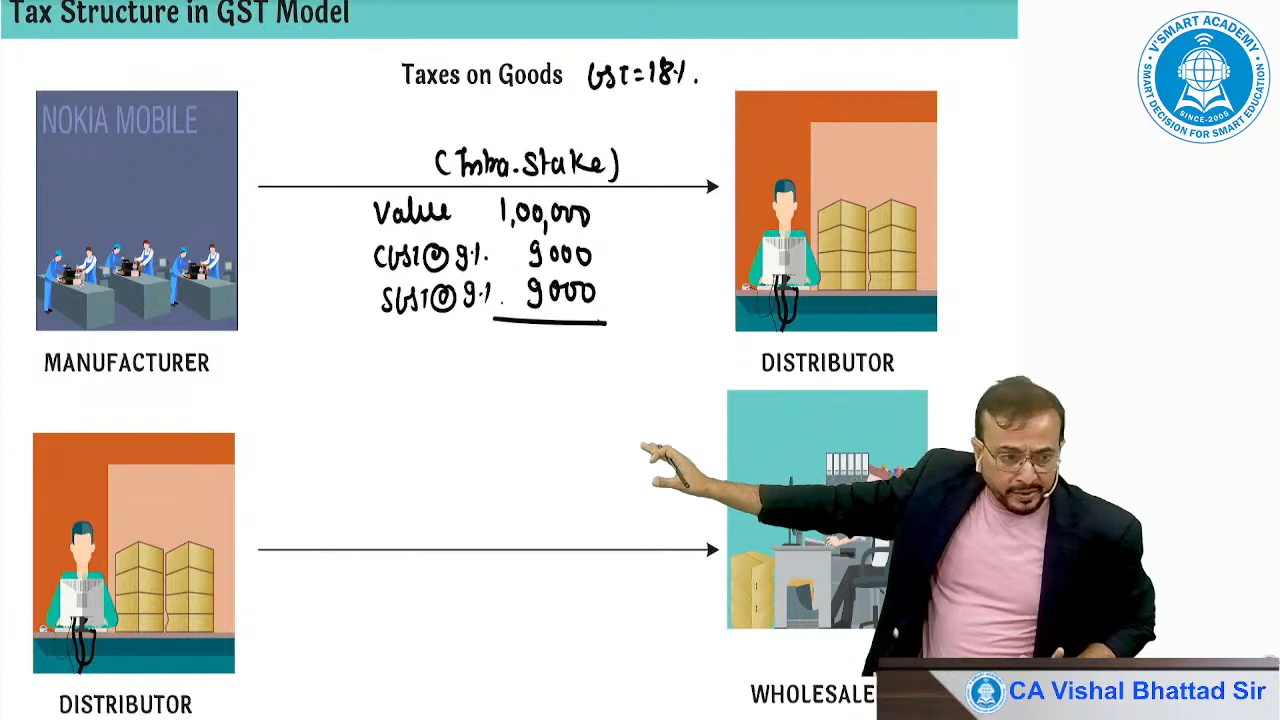 Tax Structure in GST Model
Taxes on Goods GST = 18%.
NOKIA MOBILE
(Intra.State)
Value 1,00,000
CGST @ 9%. 9000
SGST @ 9%. 9000
MANUFACTURER
DISTRIBUTOR
DISTRIBUTOR
WHOLESALE
V'SMART ACADEMY
SINCE-2005
SMART DECISION FOR SMART EDUCATION
CA Vishal Bhattad Sir